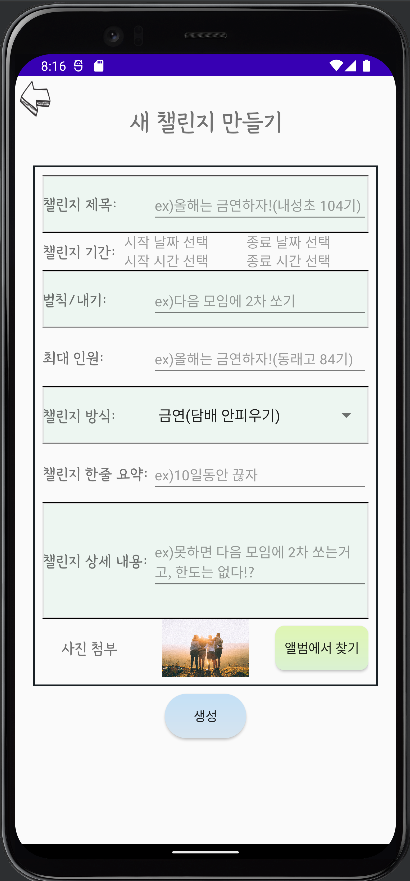 8:16
새 챌린지 만들기
챌린지 제목: ex)올해는 금연하자!(내성초 104기)
챌린지 기간: 시작 날짜 선택 종료 날짜 선택
시작 시간 선택 종료 시간 선택
벌칙/내기: ex)다음 모임에 2차 쏘기
최대 인원: ex)올해는 금연하자!(동래고 84기)
챌린지 방식: 금연(담배 안피우기)
챌린지 한줄 요약: ex)10일동안 끊자
챌린지 상세 내용: ex)못하면 다음 모임에 2차 쏘는거
고, 한도는 없다!?
사진 첨부 앨범에서 찾기
생성